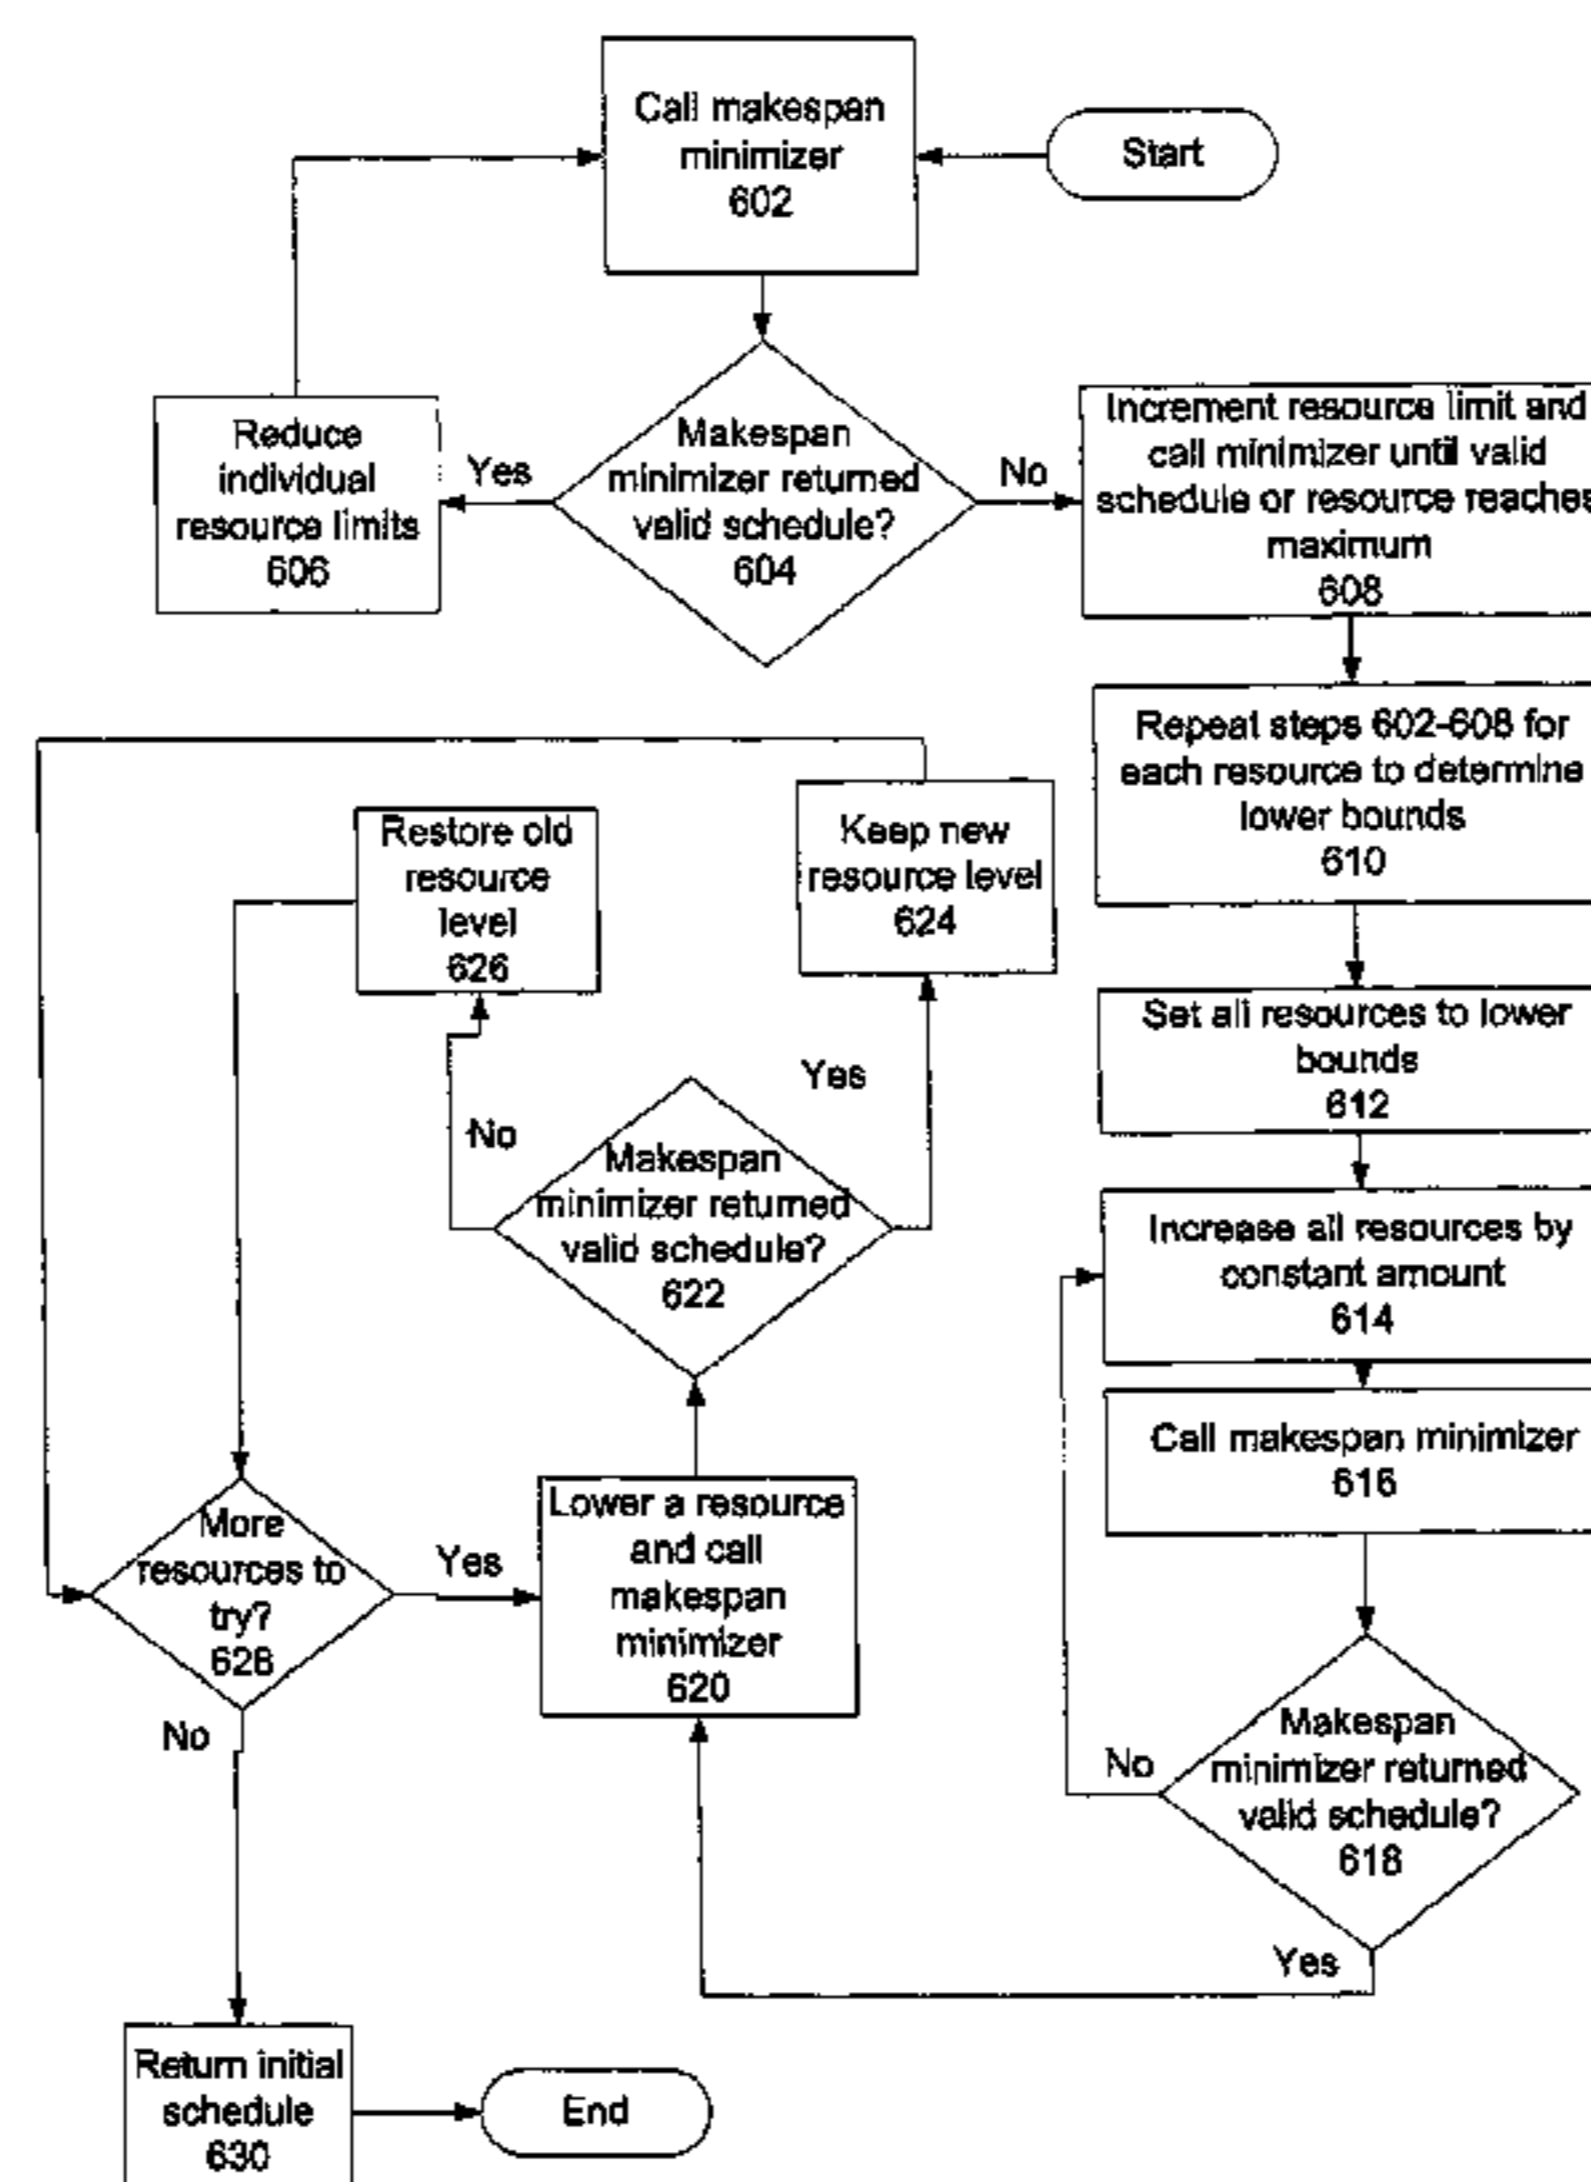 Call makespan
minimizer
602
Start
Reduce
individual
resource limits
606
Yes
Makespan
minimizer returned
valid schedule?
604
No
Increment resource limit and
call minimizer until valid
schedule or resource reaches
maximum
608
Repeat steps 602-608 for
each resource to determine
lower bounds
610
Restore old
resource
level
626
Keep new
resource level
624
Set all resources to lower
bounds
612
No
Yes
Makespan
minimizer returned
valid schedule?
622
Increase all resources by
constant amount
614
Call makespan minimizer
616
More
resources to
try?
628
Yes
Lower a resource
and call
makespan
minimizer
620
No
No
Makespan
minimizer returned
valid schedule?
618
Yes
Return initial
schedule
630
End